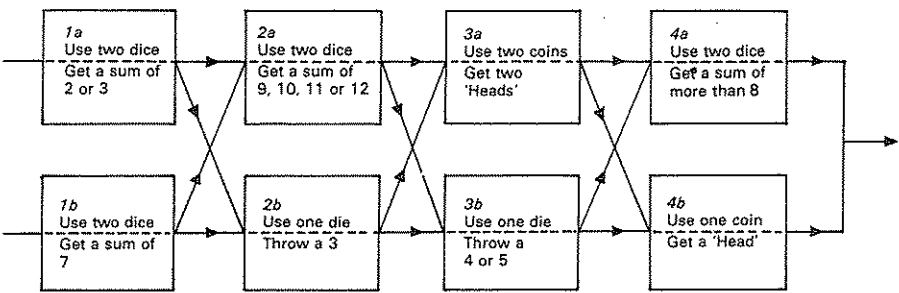 1a
Use two dice
Get a sum of
2 or 3
2a
Use two dice
Get a sum of
9, 10, 11 or 12
3a
Use two coins
Get two
'Heads'
4a
Use two dice
Get a sum of
more than 8
1b
Use two dice
Get a sum of
7
2b
Use one die
Throw a 3
3b
Use one die
Throw a
4 or 5
4b
Use one coin
Get a 'Head'